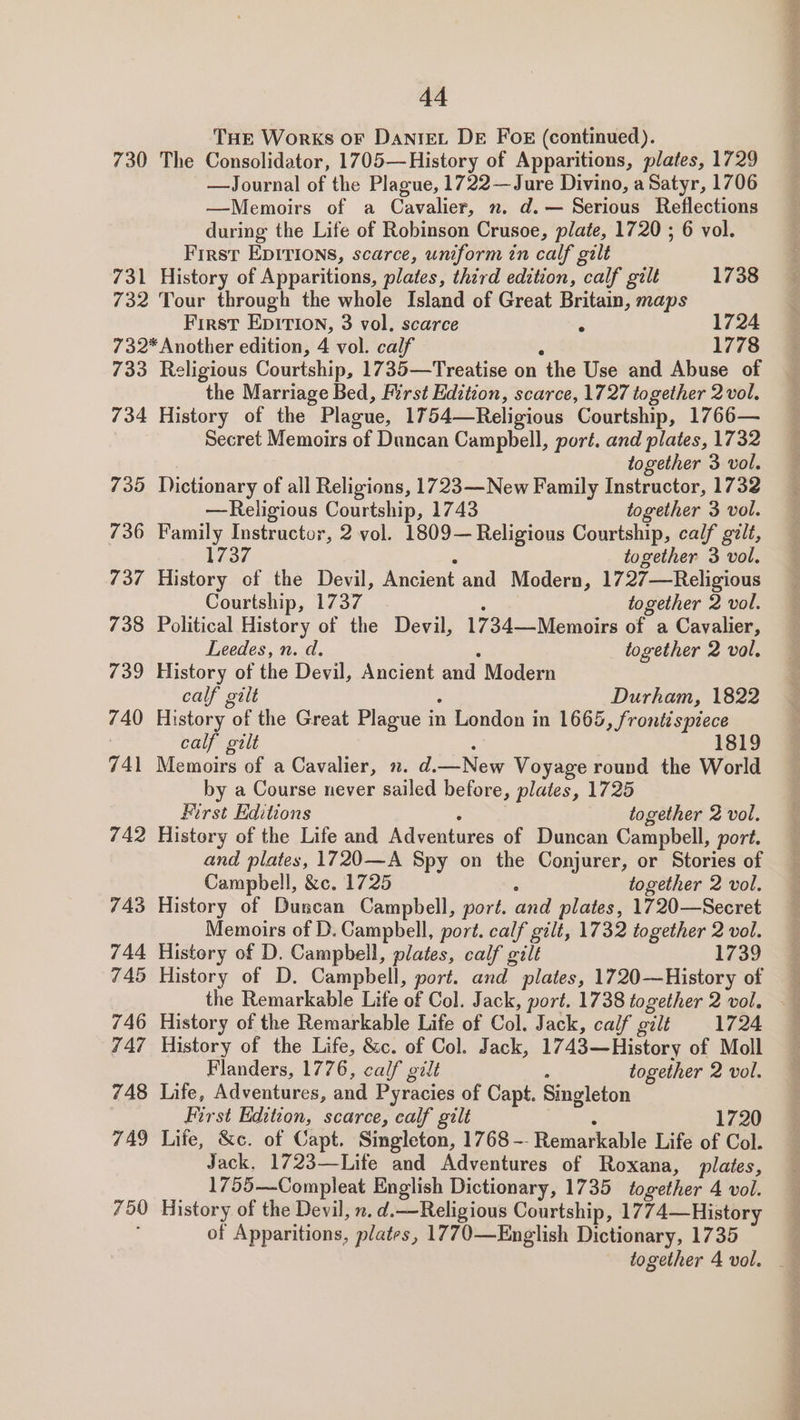 44
THE WORKS OF DANIEL DE FOE (continued).
730 The Consolidator, 1705—History of Apparitions, plates, 1729
—Journal of the Plague, 1722—Jure Divino, a Satyr, 1706
—Memoirs of a Cavalier, n. d.— Serious Reflections
during the Life of Robinson Crusoe, plate, 1720 ; 6 vol.
FIRST EDITIONS, scarce, uniform in calf gilt
731 History of Apparitions, plates, third edition, calf gilt 1738
732 Tour through the whole Island of Great Britain, maps
FIRST EDITION, 3 vol. scarce . 1724
732*Another edition, 4 vol. calf . 1778
733 Religious Courtship, 1735—Treatise on the Use and Abuse of
the Marriage Bed, First Edition, scarce, 1727 together 2 vol.
734 History of the Plague, 1754—Religious Courtship, 1766—
Secret Memoirs of Duncan Campbell, port. and plates, 1732
together 3 vol.
735 Dictionary of all Religions, 1723—New Family Instructor, 1732
—Religious Courtship, 1743 together 3 vol.
736 Family Instructor, 2 vol. 1809—Religious Courtship, calf gilt,
1737 . together 3 vol.
737 History of the Devil, Ancient and Modern, 1727—Religious
Courtship, 1737 . together 2 vol.
738 Political History of the Devil, 1734—Memoirs of a Cavalier,
Leedes, n. d. . together 2 vol.
739 History of the Devil, Ancient and Modern
calf gilt . Durham, 1822
740 History of the Great Plague in London in 1665, frontispiece
calf gilt . 1819
741 Memoirs of a Cavalier, n. d.—New Voyage round the World
by a Course never sailed before, plates, 1725
First Editions . together 2 vol.
742 History of the Life and Adventures of Duncan Campbell, port.
and plates, 1720—A Spy on the Conjurer, or Stories of
Campbell, &c. 1725 . together 2 vol.
743 History of Duncan Campbell, port. and plates, 1720—Secret
Memoirs of D. Campbell, port. calf gilt, 1732 together 2 vol.
744 History of D. Campbell, plates, calf gilt 1739
745 History of D. Campbell, port. and plates, 1720—History of
the Remarkable Life of Col. Jack, port. 1738 together 2 vol.
746 History of the Remarkable Life of Col. Jack, calf gilt 1724
747 History of the Life, &c. of Col. Jack, 1743—History of Moll
Flanders, 1776, calf gilt . together 2 vol.
748 Life, Adventures, and Pyracies of Capt. Singleton
First Edition, scarce, calf gilt . 1720
749 Life, &c. of Capt. Singleton, 1768—Remarkable Life of Col.
Jack. 1723—Life and Adventures of Roxana, plates,
1755—Compleat English Dictionary, 1735 together 4 vol.
750 History of the Devil, n. d.—Religious Courtship, 1774—History
of Apparitions, plates, 1770—English Dictionary, 1735
together 4 vol.